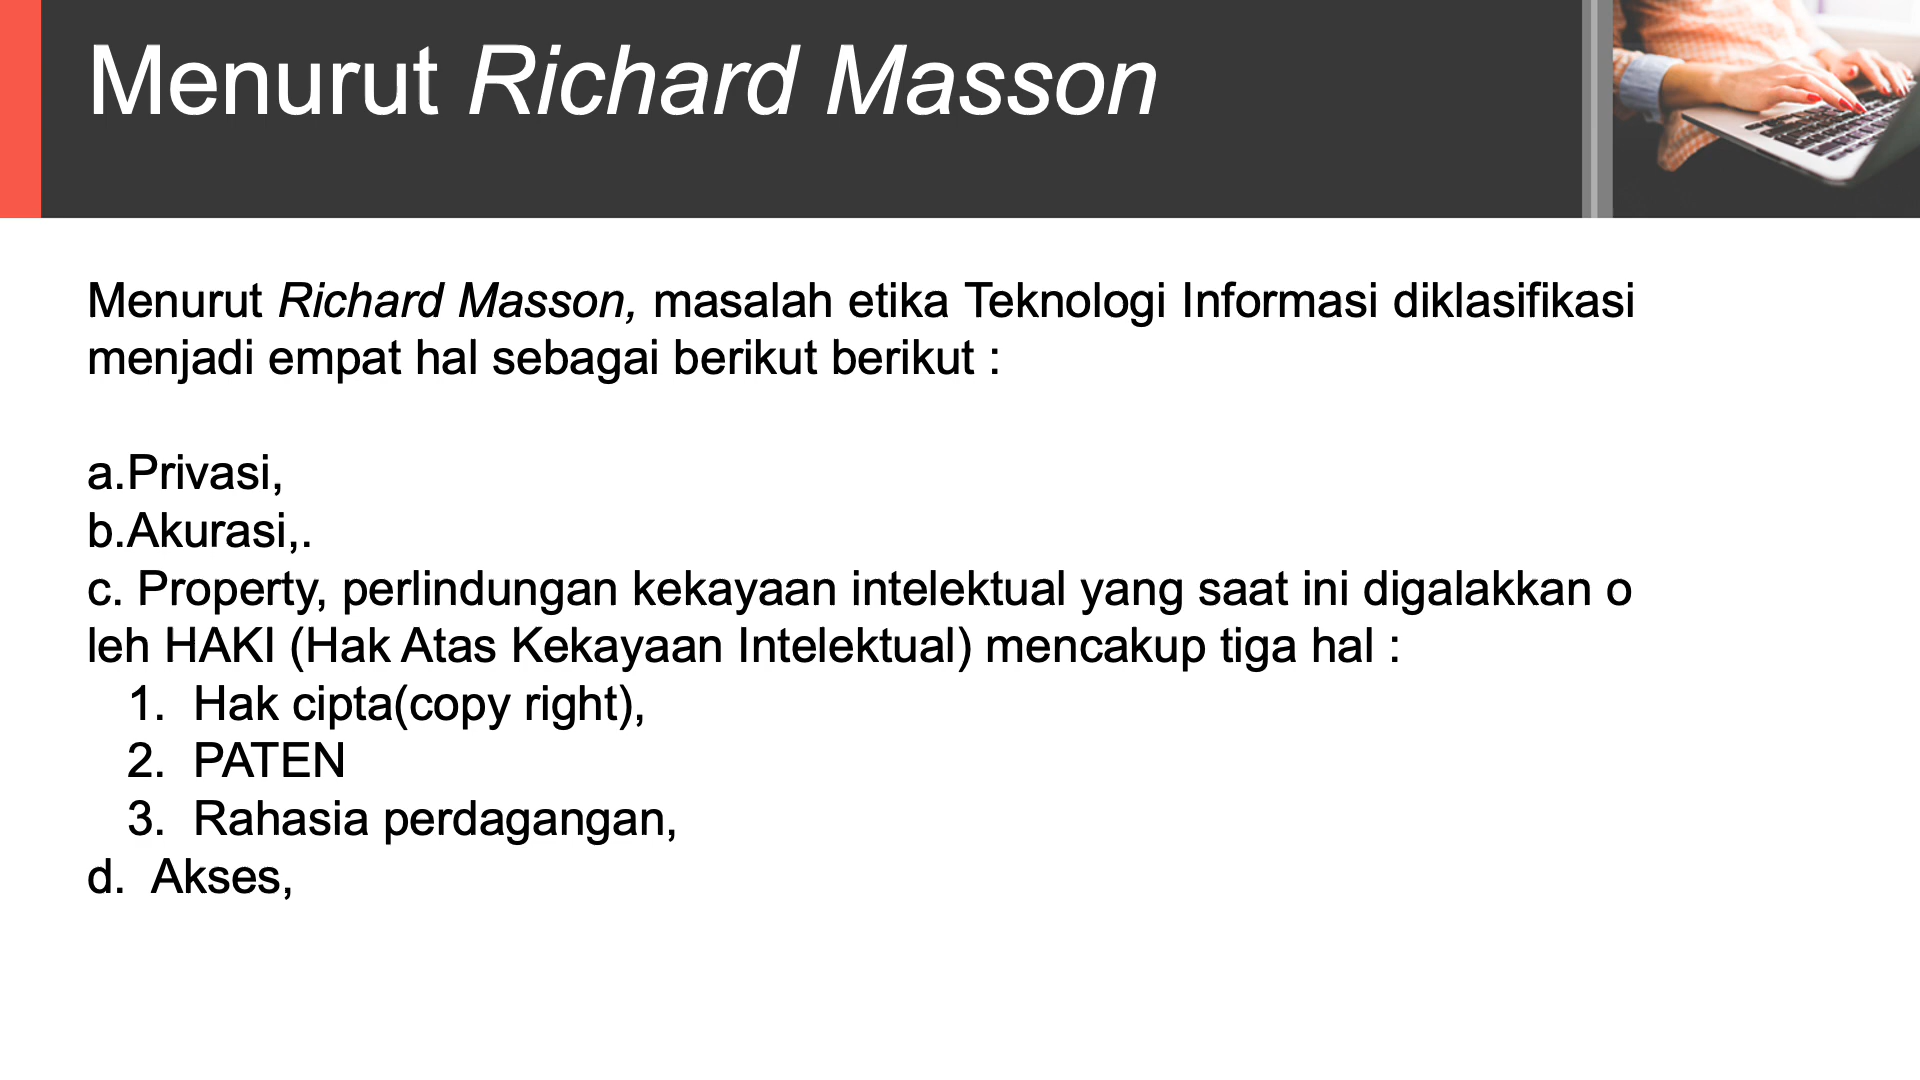 Menurut Richard Masson
Menurut Richard Masson, masalah etika Teknologi Informasi diklasifikasi
menjadi empat hal sebagai berikut berikut :
a.Privasi,
b.Akurasi,.
c. Property, perlindungan kekayaan intelektual yang saat ini digalakkan o
leh HAKI (Hak Atas Kekayaan Intelektual) mencakup tiga hal :
1. Hak cipta(copy right),
2. PATEN
3. Rahasia perdagangan,
d. Akses,